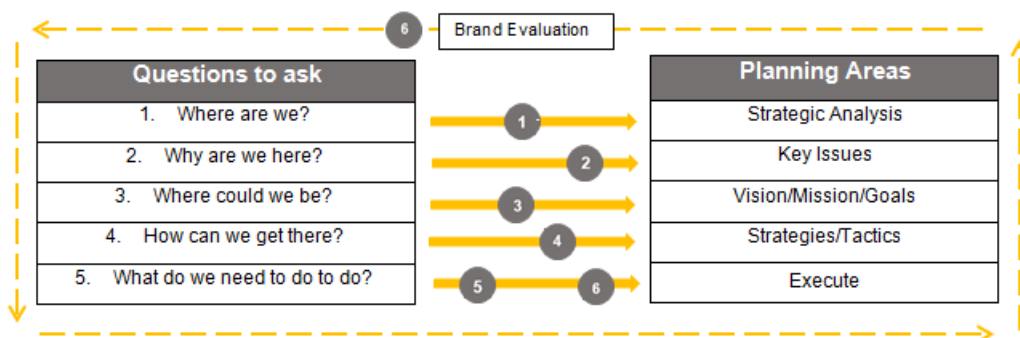 6 Brand Evaluation
Questions to ask
Planning Areas
1. Where are we?
1
Strategic Analysis
2. Why are we here?
2
Key Issues
3. Where could we be?
3
Vision/Mission/Goals
4. How can we get there?
4
Strategies/Tactics
5. What do we need to do to do?
5 6
Execute